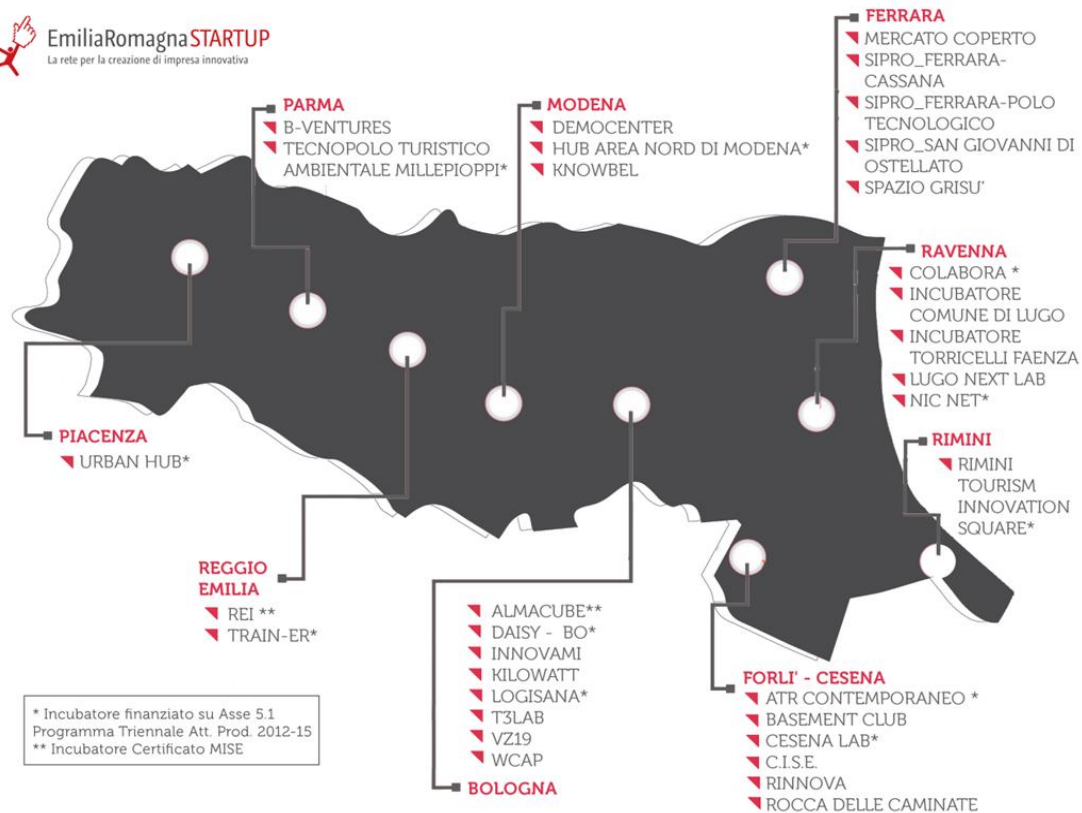 EmiliaRomagnaSTARTUP
La rete per la creazione di impresa innovativa
PARMA
B-VENTURES
TECNOPOLO TURISTICO
AMBIENTALE MILLEPIOPPI*
MODENA
DEMOCENTER
HUB AREA NORD DI MODENA*
KNOWBEL
FERRARA
MERCATO COPERTO
SIPRO_FERRARA-
CASSANA
SIPRO_FERRARA-POLO
TECNOLOGICO
SIPRO_SAN GIOVANNI DI
OSTELLATO
SPAZIO GRISU'
RAVENNA
COLABORA *
INCUBATORE
COMUNE DI LUGO
INCUBATORE
TORRICELLI FAENZA
LUGO NEXT LAB
NIC NET*
PIACENZA
URBAN HUB*
RIMINI
RIMINI
TOURISM
INNOVATION
SQUARE*
REGGIO
EMILIA
REI **
TRAIN-ER*
ALMACUBE**
DAISY - BO*
INNOVAMI
KILOWATT
LOGISANA*
T3LAB
VZ19
WCAP
BOLOGNA
FORLI' - CESENA
ATR CONTEMPORANEO *
BASEMENT CLUB
CESENA LAB*
C.I.S.E.
RINNOVA
ROCCA DELLE CAMINATE
* Incubatore finanziato su Asse 5.1
Programma Triennale Att. Prod. 2012-15
** Incubatore Certificato MISE